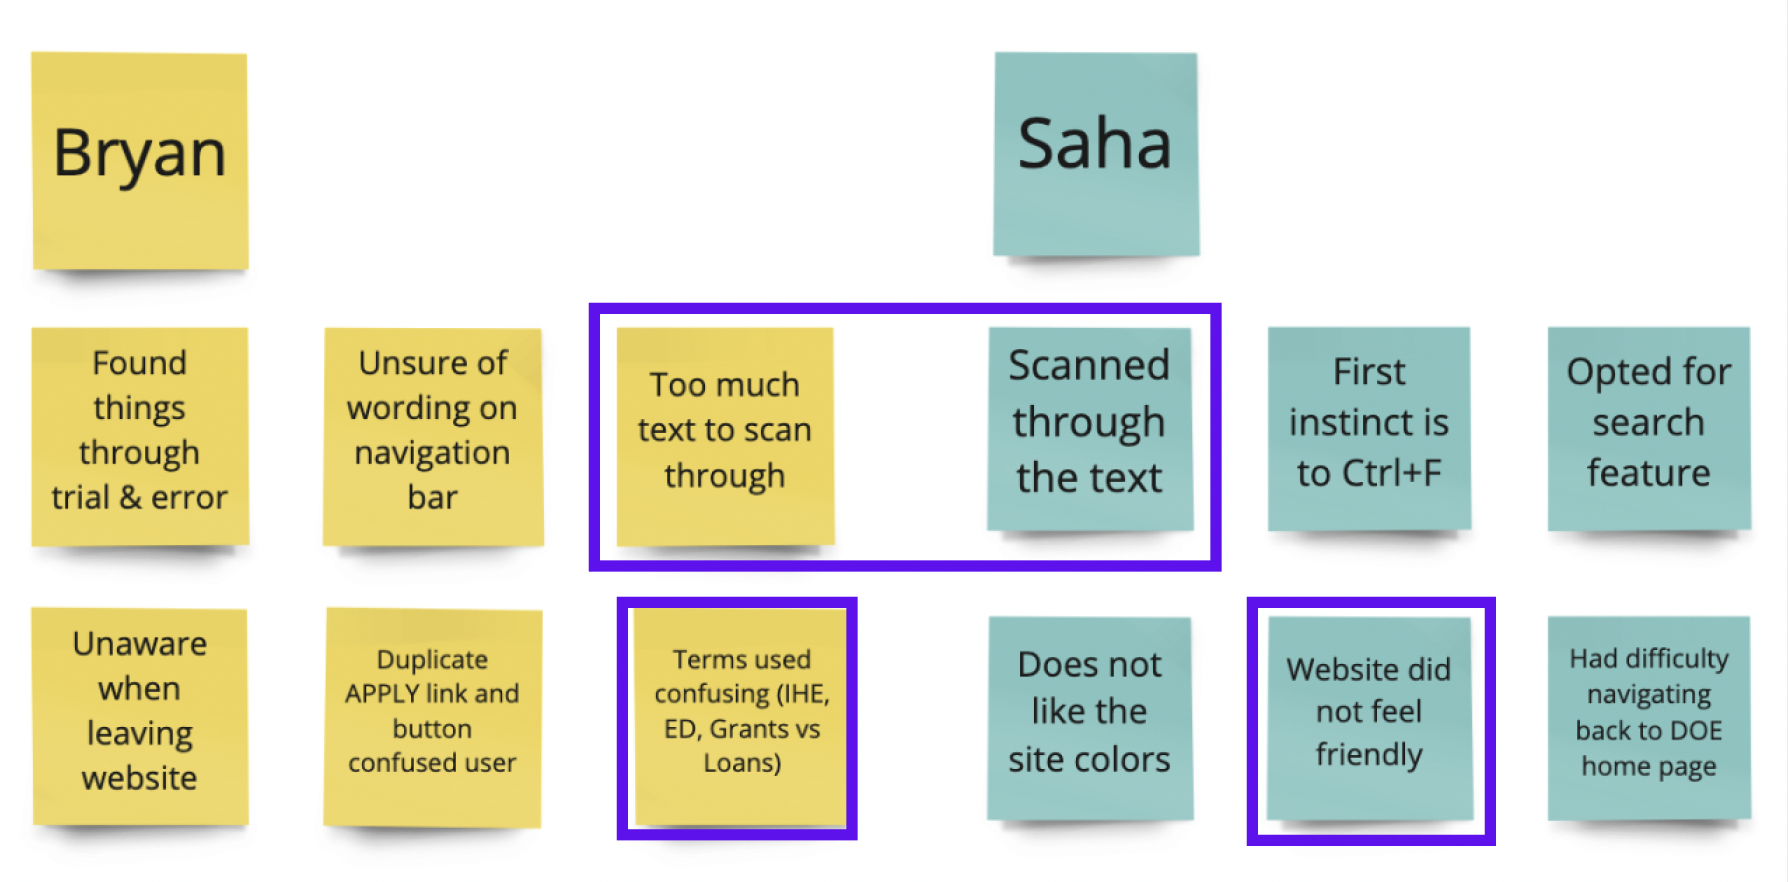 Bryan
Saha
Found
things
through
trial & error
Unsure of
wording on
navigation
bar
Too much
text to scan
through
Scanned
through
the text
First
instinct is
to Ctrl+F
Opted for
search
feature
Unaware
when
leaving
website
Duplicate
APPLY link and
button
confused user
Terms used
confusing (IHE,
ED, Grants vs
Loans)
Does not
like the
site colors
Website did
not feel
friendly
Had difficulty
navigating
back to DOE
home page